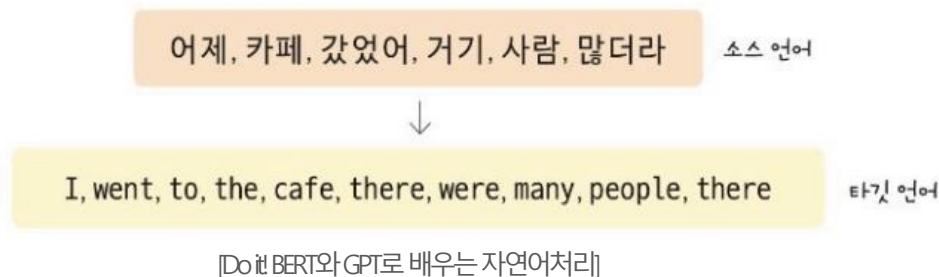 어제, 카페, 갔었어, 거기, 사람, 많더라 소스 언어
↓
I, went, to, the, cafe, there, were, many, people, there 타깃 언어
[Do it! BERT와 GPT로 배우는 자연어처리]